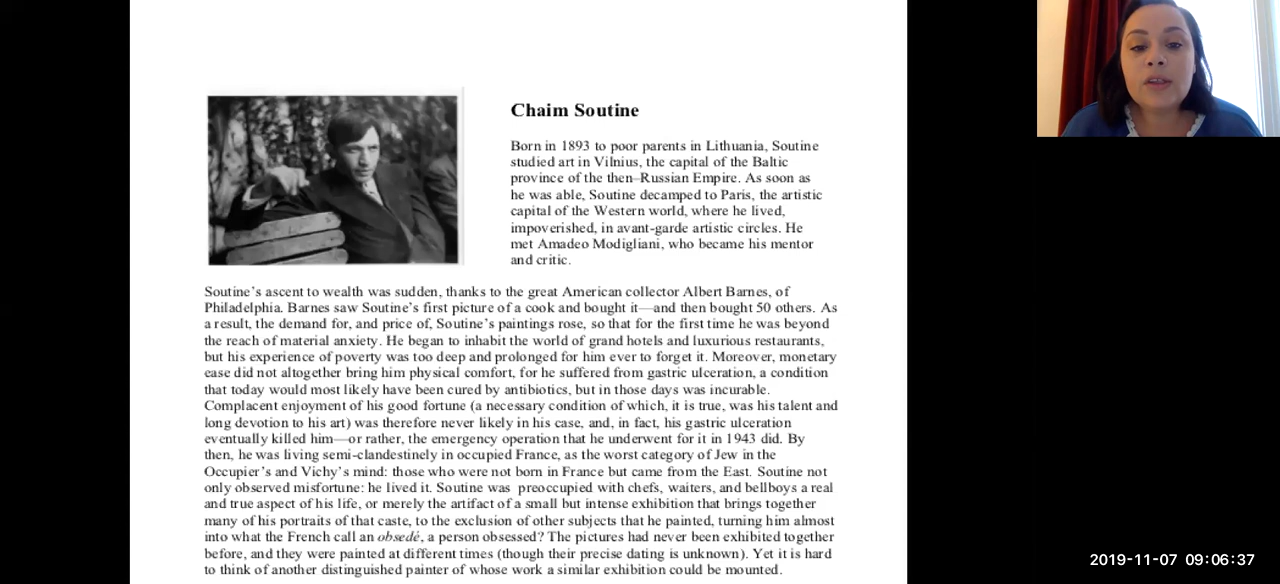 Chaim Soutine
Born in 1893 to poor parents in Lithuania, Soutine
studied art in Vilnius, the capital of the Baltic
province of the then–Russian Empire. As soon as
he was able, Soutine decamped to Paris, the artistic
capital of the Western world, where he lived,
impoverished, in avant-garde artistic circles. He
met Amadeo Modigliani, who became his mentor
and critic.
Soutine's ascent to wealth was sudden, thanks to the great American collector Albert Barnes, of
Philadelphia. Barnes saw Soutine's first picture of a cook and bought it—and then bought 50 others. As
a result, the demand for, and price of, Soutine's paintings rose, so that for the first time he was beyond
the reach of material anxiety. He began to inhabit the world of grand hotels and luxurious restaurants,
but his experience of poverty was too deep and prolonged for him ever to forget it. Moreover, monetary
ease did not altogether bring him physical comfort, for he suffered from gastric ulceration, a condition
that today would most likely have been cured by antibiotics, but in those days was incurable.
Complacent enjoyment of his good fortune (a necessary condition of which, it is true, was his talent and
long devotion to his art) was therefore never likely in his case, and, in fact, his gastric ulceration
eventually killed him—or rather, the emergency operation that he underwent for it in 1943 did. By
then, he was living semi-clandestinely in occupied France, as the worst category of Jew in the
Occupier's and Vichy's mind: those who were not born in France but came from the East. Soutine not
only observed misfortune: he lived it. Soutine was preoccupied with chefs, waiters, and bellboys a real
and true aspect of his life, or merely the artifact of a small but intense exhibition that brings together
many of his portraits of that caste, to the exclusion of other subjects that he painted, turning him almost
into what the French call an obsedé, a person obsessed? The pictures had never been exhibited together
before, and they were painted at different times (though their precise dating is unknown). Yet it is hard
to think of another distinguished painter of whose work a similar exhibition could be mounted.
2019-11-07 09:06:37